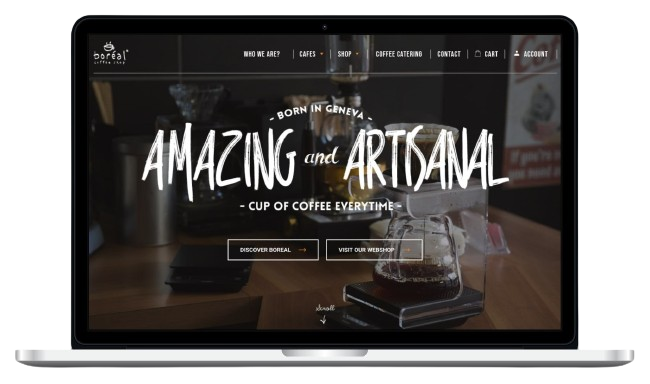 boréal
coffee shop
WHO WE ARE? CAFES SHOP COFFEE CATERING CONTACT CART ACCOUNT
~ BORN IN GENEVA ~
AMAZING and ARTISANAL
~ CUP OF COFFEE EVERYTIME ~
DISCOVER BOREAL → VISIT OUR WEBSHOP →
scroll